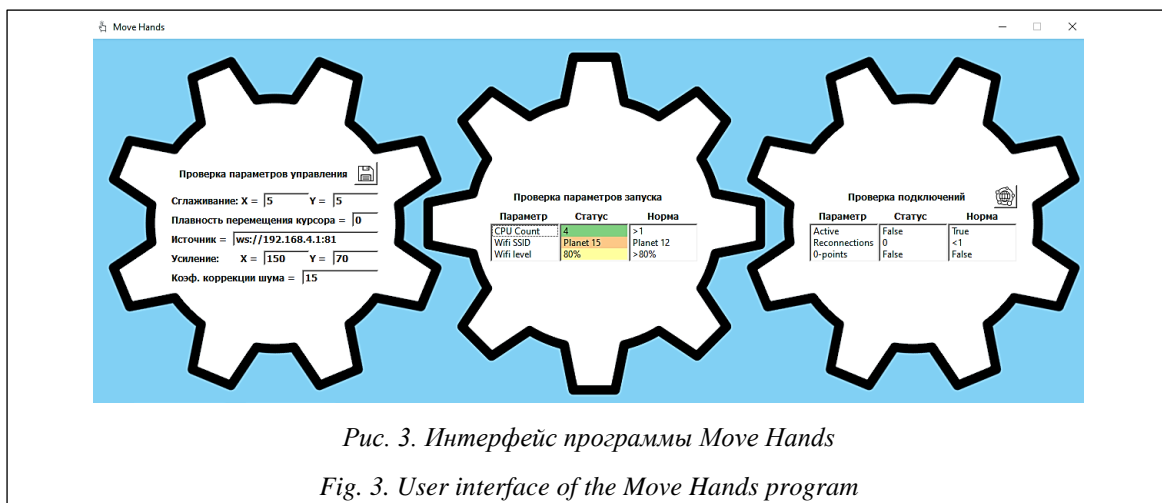 Move Hands
Проверка параметров управления
Сглаживание: X = 5 Y = 5
Плавность перемещения курсора = 0
Источник = ws://192.168.4.1:81
Усиление: X = 150 Y = 70
Коэф. коррекции шума = 15
Проверка параметров запуска
Параметр Статус Норма
CPU Count 4 >1
Wifi SSID Planet 15 Planet 12
Wifi level 80% >80%
Проверка подключений
Параметр Статус Норма
Active False True
Reconnections 0 <1
0-points False False
Рис. 3. Интерфейс программы Move Hands
Fig. 3. User interface of the Move Hands program